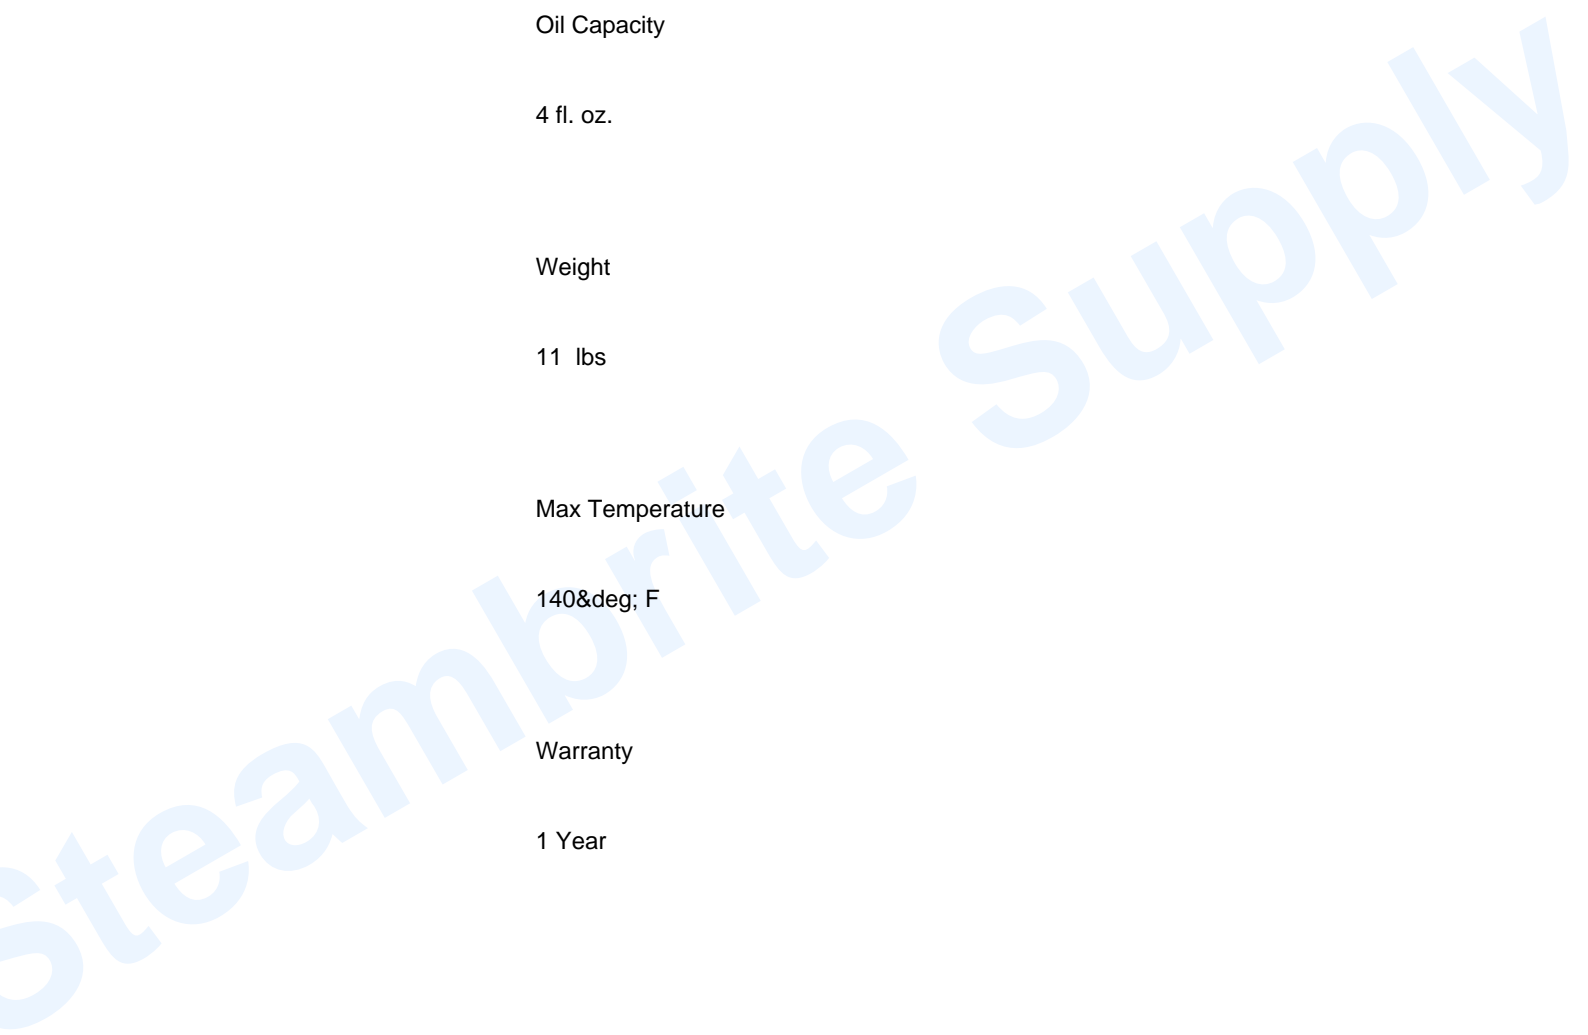 Oil Capacity
4 fl. oz.
Weight
11  lbs
Max Temperature
140&deg; F
Warranty
1 Year
Steambrite Supply